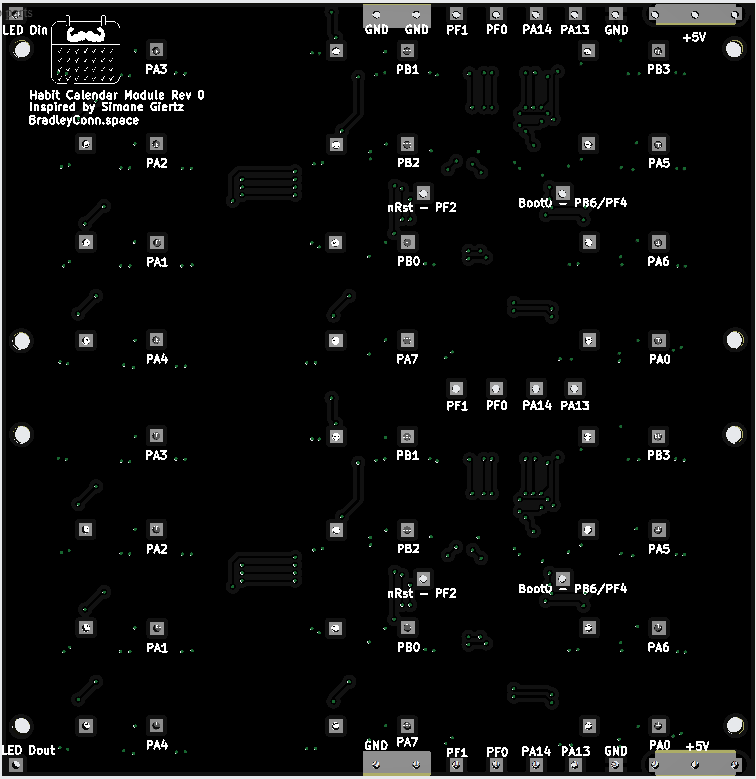 LED Din
GND GND PF1 PF0 PA14 PA13 GND +5V
PA3 PB1 PB3
Habit Calendar Module Rev 0
Inspired by Simone Giertz
BradleyConn.space
PA2 PB2 PA5
nRst - PF2 Boot0 - PB6/PF4
PA1 PB0 PA6
PA4 PA7 PA0
PF1 PF0 PA14 PA13
PA3 PB1 PB3
PA2 PB2 PA5
nRst - PF2 Boot0 - PB6/PF4
PA1 PB0 PA6
LED Dout PA4 GND PA7 PF1 PF0 PA14 PA13 GND PA0 +5V